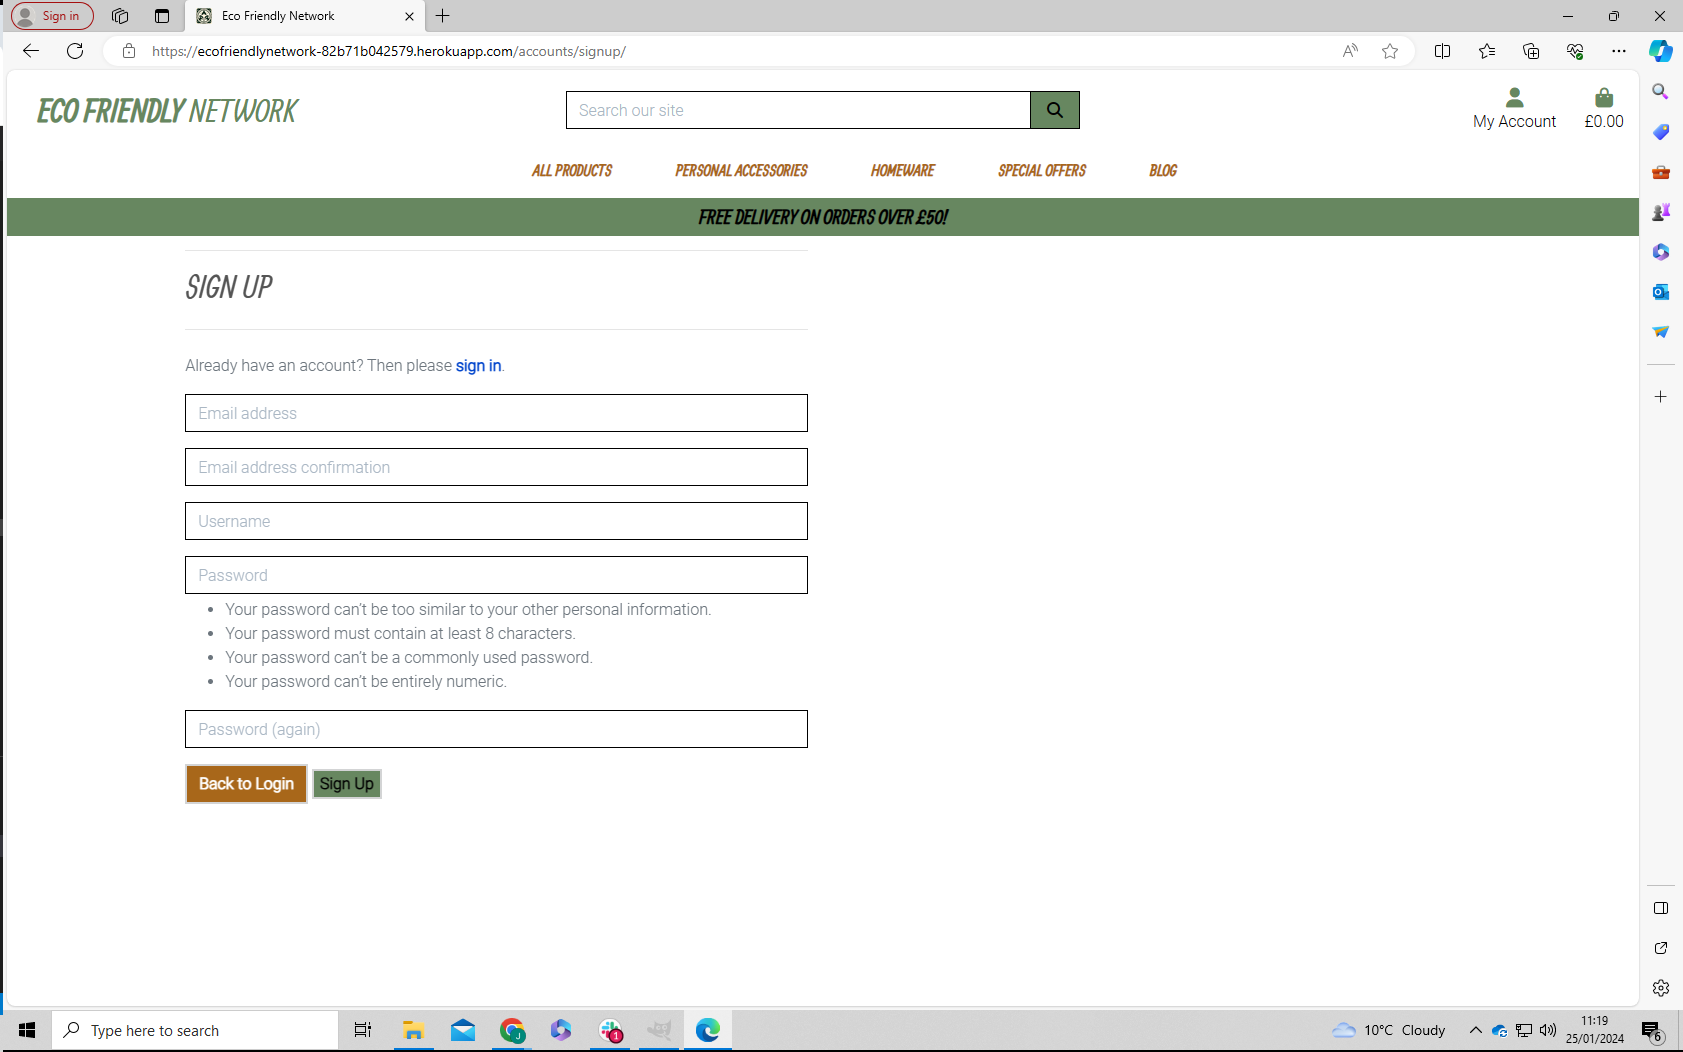 Sign in
Eco Friendly Network
https://ecofriendlynetwork-82b71b042579.herokuapp.com/accounts/signup/
ECO FRIENDLY NETWORK
Search our site
My Account
£0.00
ALL PRODUCTS
PERSONAL ACCESSORIES
HOMEWARE
SPECIAL OFFERS
BLOG
FREE DELIVERY ON ORDERS OVER £50!
SIGN UP
Already have an account? Then please sign in.
Email address
Email address confirmation
Username
Password
Your password can't be too similar to your other personal information.
Your password must contain at least 8 characters.
Your password can't be a commonly used password.
Your password can't be entirely numeric.
Password (again)
Back to Login
Sign Up
Type here to search
J
1
10°C Cloudy
11:19
25/01/2024
6